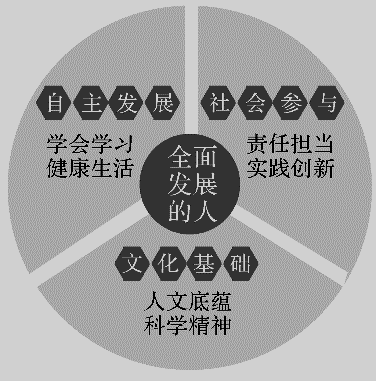 自主发展
学会学习
健康生活
社会参与
责任担当
实践创新
全面
发展
的人
文化基础
人文底蕴
科学精神